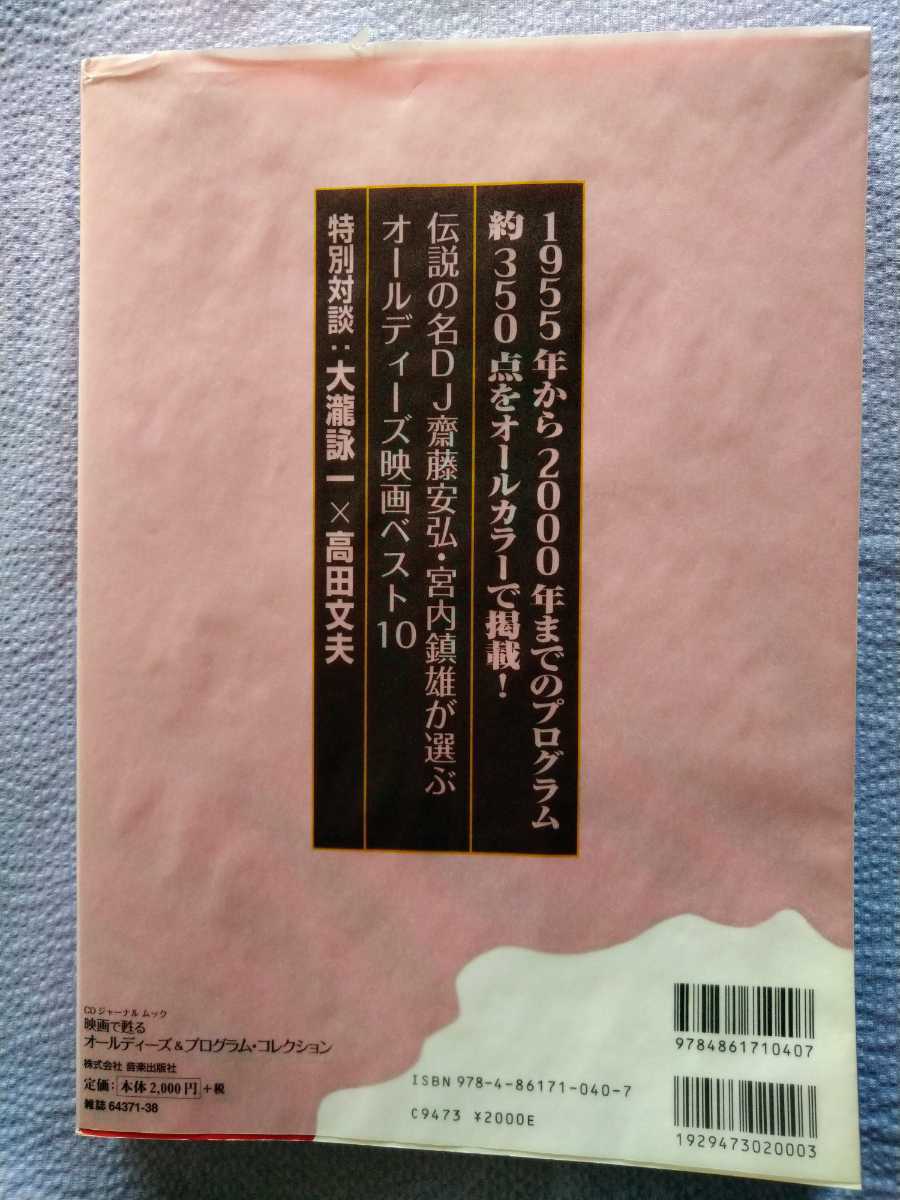 1955年から2000年までのプログラム
約350点をオールカラーで掲載!
伝説の名DJ齋藤安弘・宮内鎮雄が選ぶ
オールディーズ映画ベスト10
特別対談:大瀧詠一×高田文夫
CDジャーナル ムック
映画で甦る
オールディーズ&プログラム・コレクション
株式会社 音楽出版社
定価:本体2,000円+税
雑誌 64371-38
9784861710407
ISBN 978-4-86171-040-7
C9473 ¥2000E
1929473020003